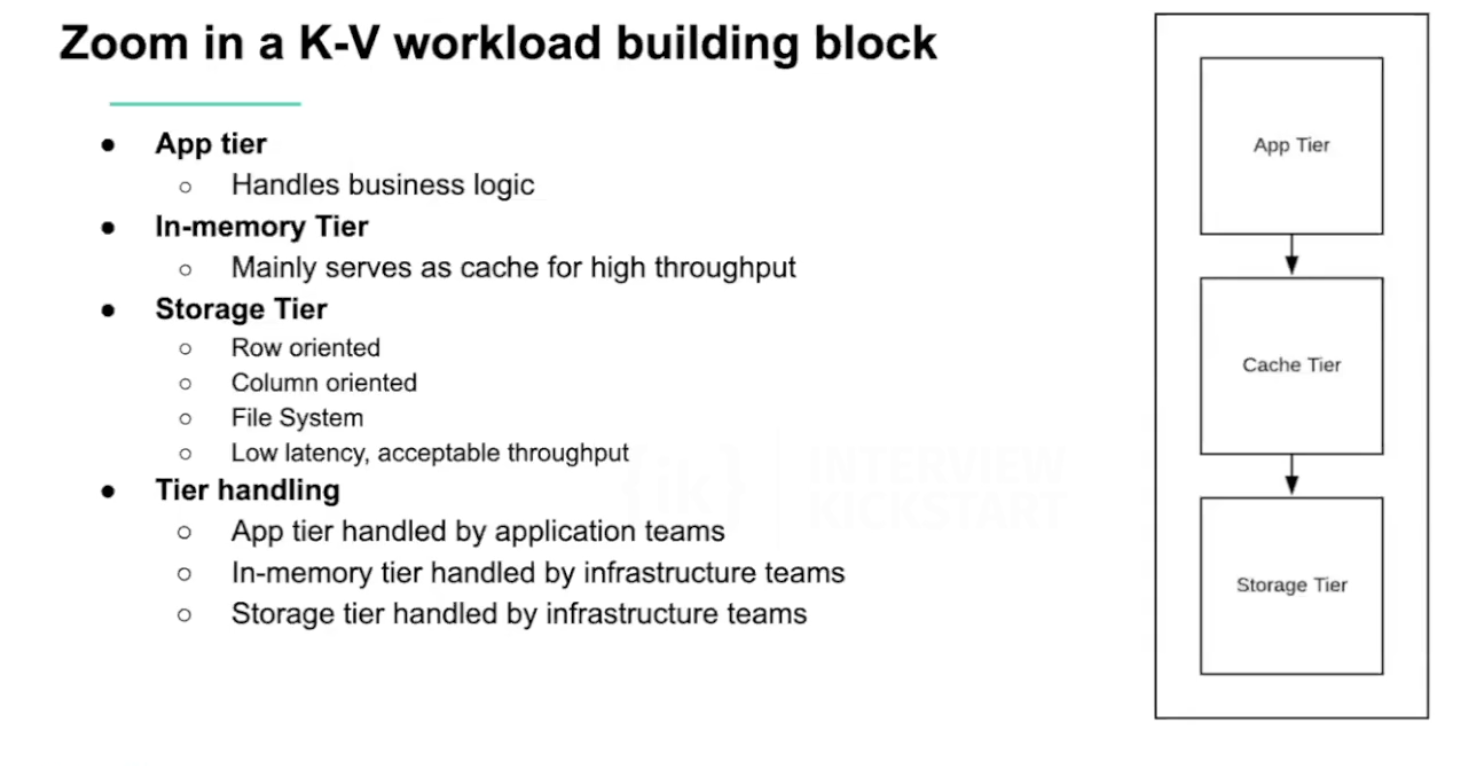 Zoom in a K-V workload building block
● App tier
○ Handles business logic
● In-memory Tier
○ Mainly serves as cache for high throughput
● Storage Tier
○ Row oriented
○ Column oriented
○ File System
○ Low latency, acceptable throughput
● Tier handling
○ App tier handled by application teams
○ In-memory tier handled by infrastructure teams
○ Storage tier handled by infrastructure teams
{ik}
INTERVIEW
KICKSTART
App Tier
Cache Tier
Storage Tier